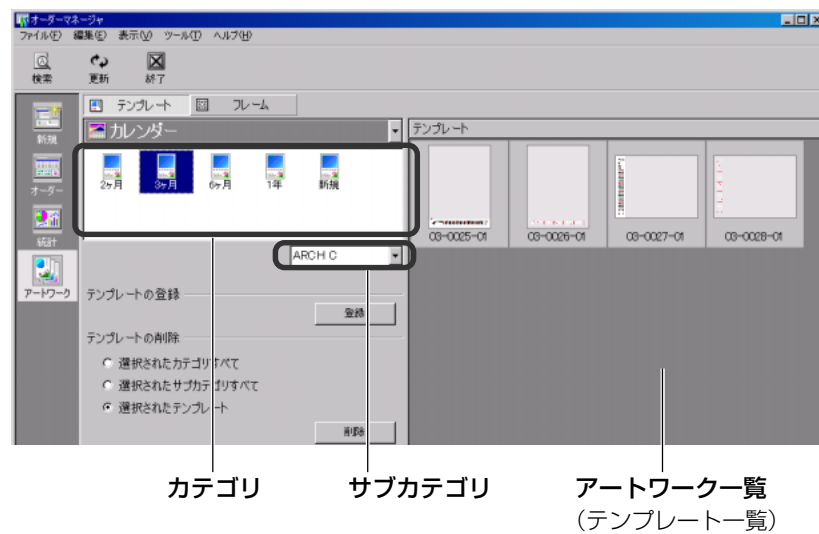 オーダーマネージャ
ファイル(F) 編集(E) 表示(V) ツール(T) ヘルプ(H)
検索 更新 終了
新規
オーダー
統計
アートワーク
テンプレート フレーム
カレンダー
2ヶ月 3ヶ月 6ヶ月 1年 新規
ARCH C
テンプレートの登録
登録
テンプレートの削除
選択されたカテゴリすべて
選択されたサブカテゴリすべて
選択されたテンプレート
削除
テンプレート
03-0025-01 03-0026-01 03-0027-01 03-0028-01
カテゴリ サブカテゴリ アートワーク一覧
（テンプレート一覧）